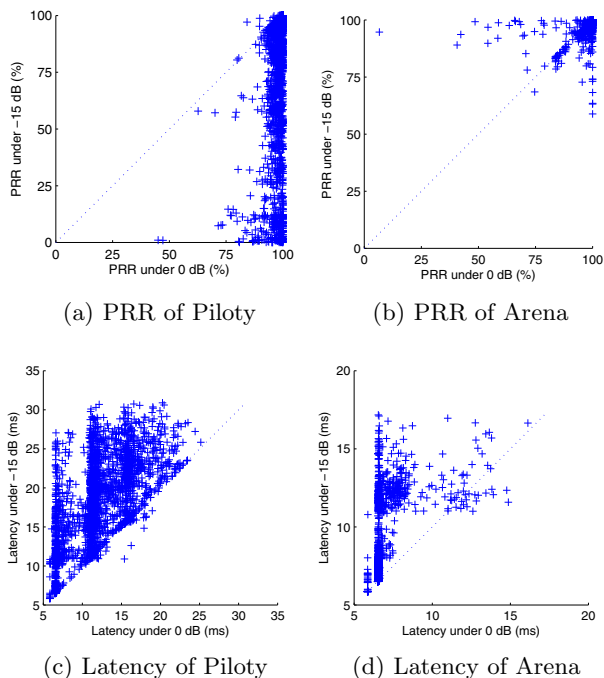 100
75
50
25
0
PRR under −15 dB (%)
0 25 50 75 100
PRR under 0 dB (%)
(a) PRR of Piloty
100
75
50
25
0
PRR under −15 dB (%)
0 25 50 75 100
PRR under 0 dB (%)
(b) PRR of Arena
35
30
25
20
15
10
5
Latency under −15 dB (ms)
5 10 15 20 25 30 35
Latency under 0 dB (ms)
(c) Latency of Piloty
20
15
10
5
Latency under −15 dB (ms)
5 10 15 20
Latency under 0 dB (ms)
(d) Latency of Arena